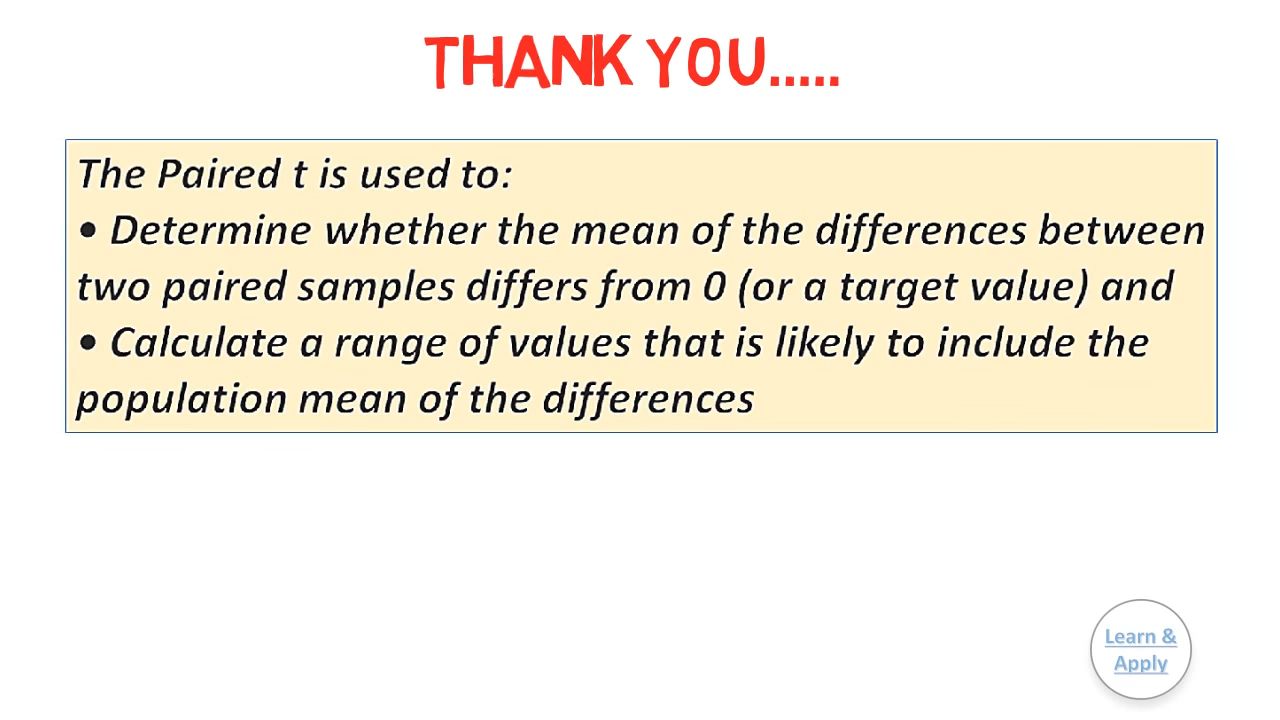 THANK YOU.....
The Paired t is used to:
• Determine whether the mean of the differences between
two paired samples differs from 0 (or a target value) and
• Calculate a range of values that is likely to include the
population mean of the differences
Learn &
Apply